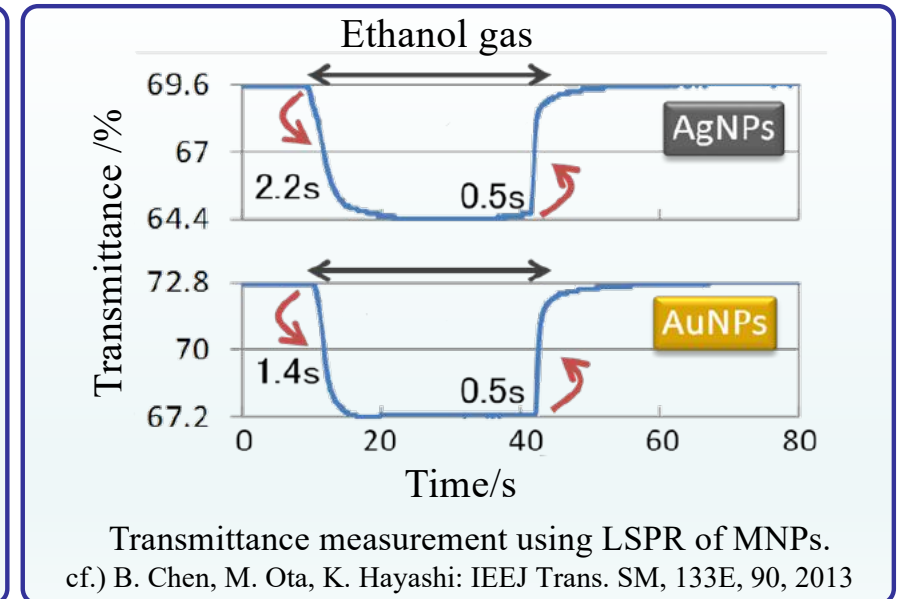 Ethanol gas
Transmittance /%
69.6
67
64.4
2.2s
0.5s
AgNPs
72.8
70
67.2
1.4s
0.5s
AuNPs
0 20 40 60 80
Time/s
Transmittance measurement using LSPR of MNPs.
cf.) B. Chen, M. Ota, K. Hayashi: IEEJ Trans. SM, 133E, 90, 2013